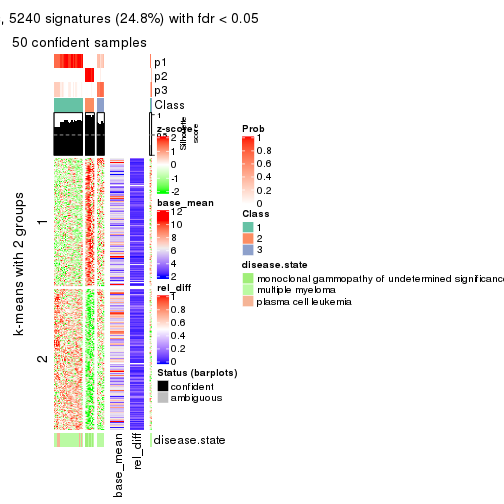 , 5240 signatures (24.8%) with fdr < 0.05
50 confident samples
p1
p2
p3
Class
1
Silhouette
score
z-score
2
1
0
-1
-2
base_mean
12
10
8
6
4
2
rel_diff
1
0.8
0.6
0.4
0.2
0
Status (barplots)
confident
ambiguous
Prob
1
0.8
0.6
0.4
0.2
0
Class
1
2
3
disease.state
monoclonal gammopathy of undetermined significance
multiple myeloma
plasma cell leukemia
k-means with 2 groups
1
2
disease.state
base_mean
rel_diff